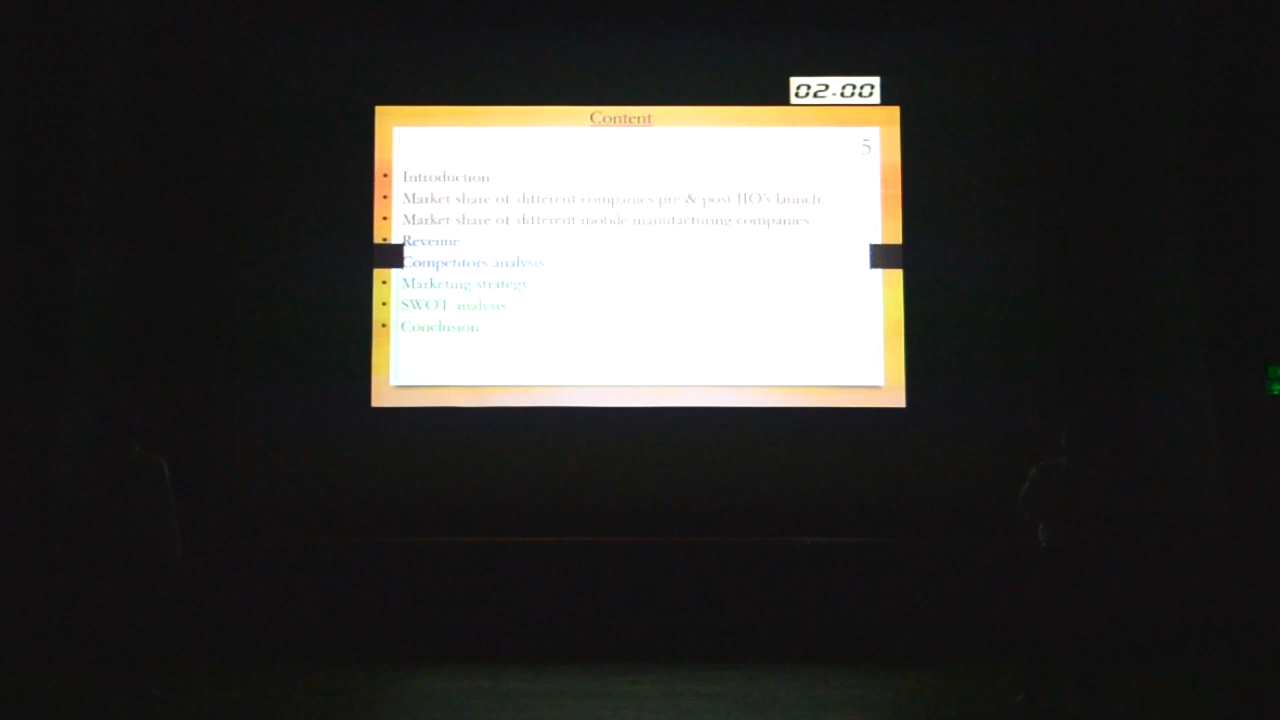 02-00
Content
5
Introduction
Market share of different companies pre & post JIO's launch.
Market share of different mobile manufacturing companies
Revenue
Competitors analysis
Marketing strategy
SWOT analysis
Conclusion